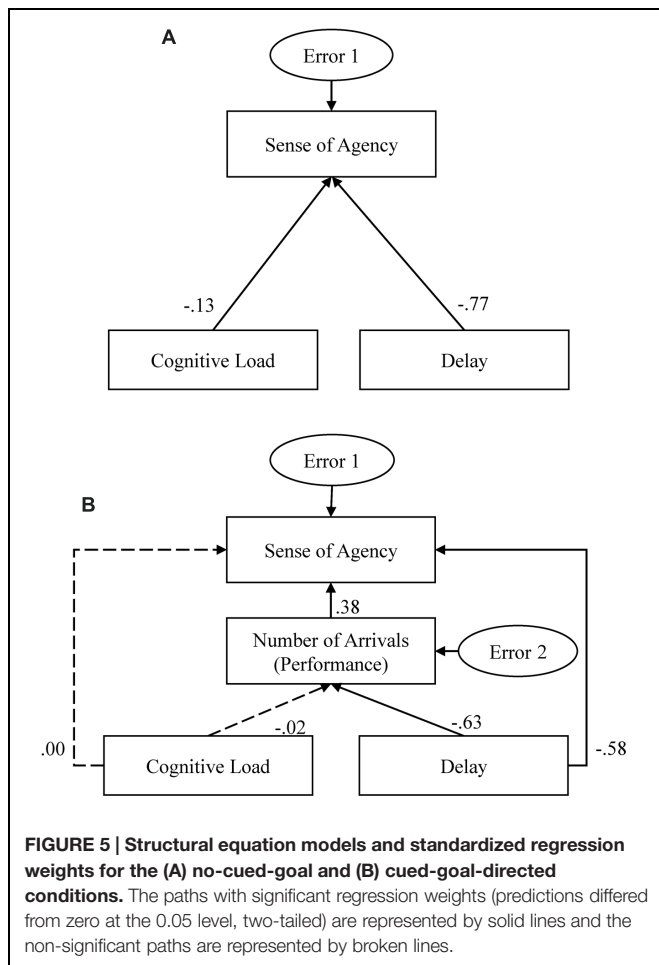 A
Error 1
Sense of Agency
-.13
-.77
Cognitive Load
Delay
Error 1
B
Sense of Agency
.38
Number of Arrivals
(Performance)
Error 2
-.02
-.63
.00
Cognitive Load
Delay
-.58
FIGURE 5 | Structural equation models and standardized regression
weights for the (A) no-cued-goal and (B) cued-goal-directed
conditions. The paths with significant regression weights (predictions differed
from zero at the 0.05 level, two-tailed) are represented by solid lines and the
non-significant paths are represented by broken lines.